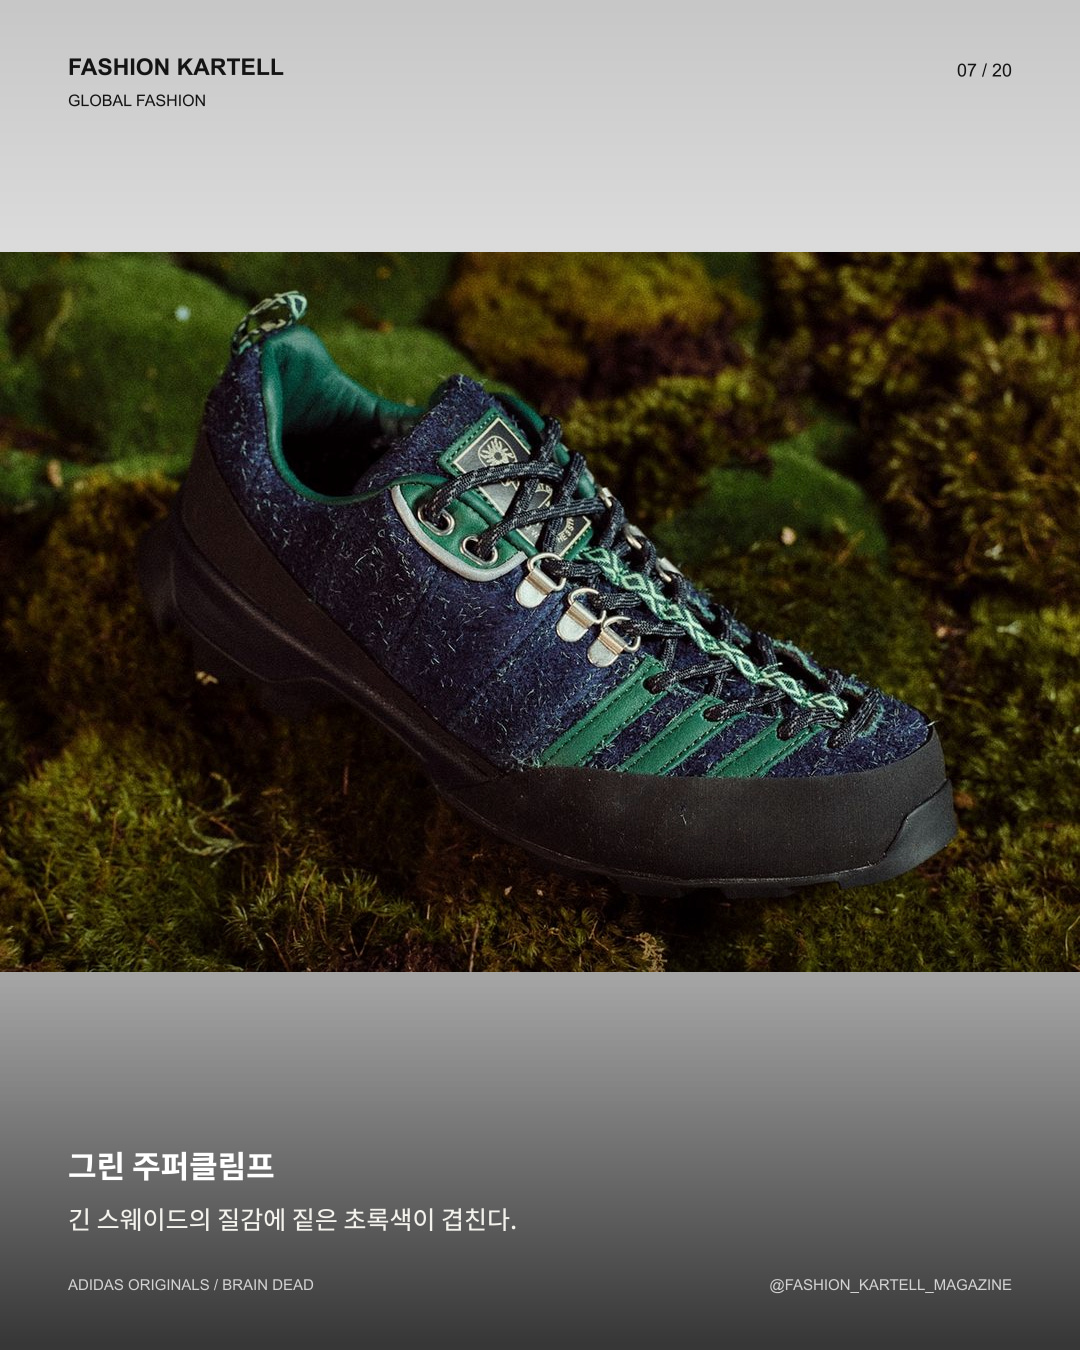 FASHION KARTELL
07 / 20
GLOBAL FASHION
그린 주퍼클림프
긴 스웨이드의 질감에 짙은 초록색이 겹친다.
ADIDAS ORIGINALS / BRAIN DEAD
@FASHION_KARTELL_MAGAZINE